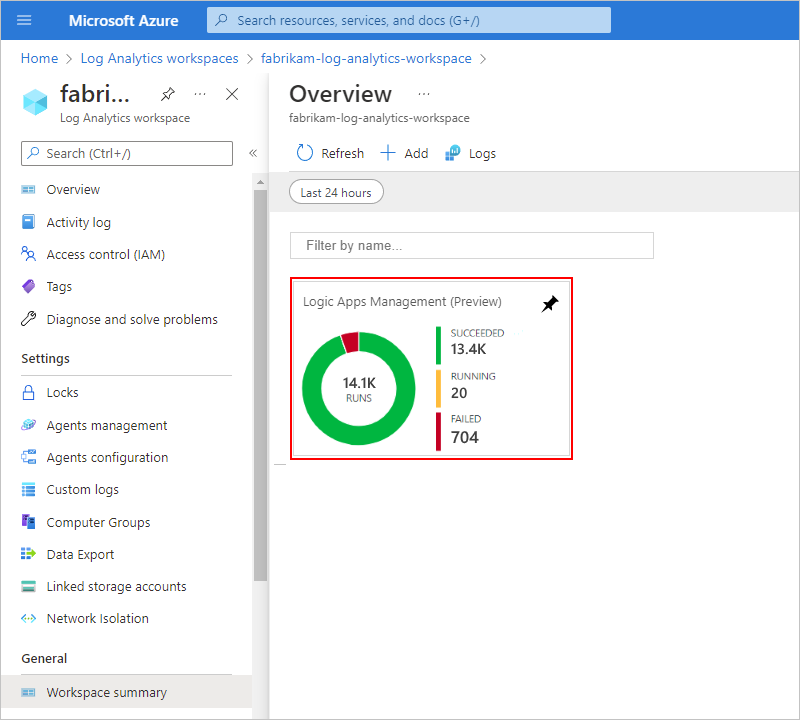 Microsoft Azure
Search resources, services, and docs (G+/)
Home > Log Analytics workspaces > fabrikam-log-analytics-workspace >
fabri...
Log Analytics workspace
Search (Ctrl+/)
Overview
Activity log
Access control (IAM)
Tags
Diagnose and solve problems
Settings
Locks
Agents management
Agents configuration
Custom logs
Computer Groups
Data Export
Linked storage accounts
Network Isolation
General
Workspace summary
Overview
fabrikam-log-analytics-workspace
Refresh Add Logs
Last 24 hours
Filter by name...
Logic Apps Management (Preview)
14.1K
RUNS
SUCCEEDED
13.4K
RUNNING
20
FAILED
704